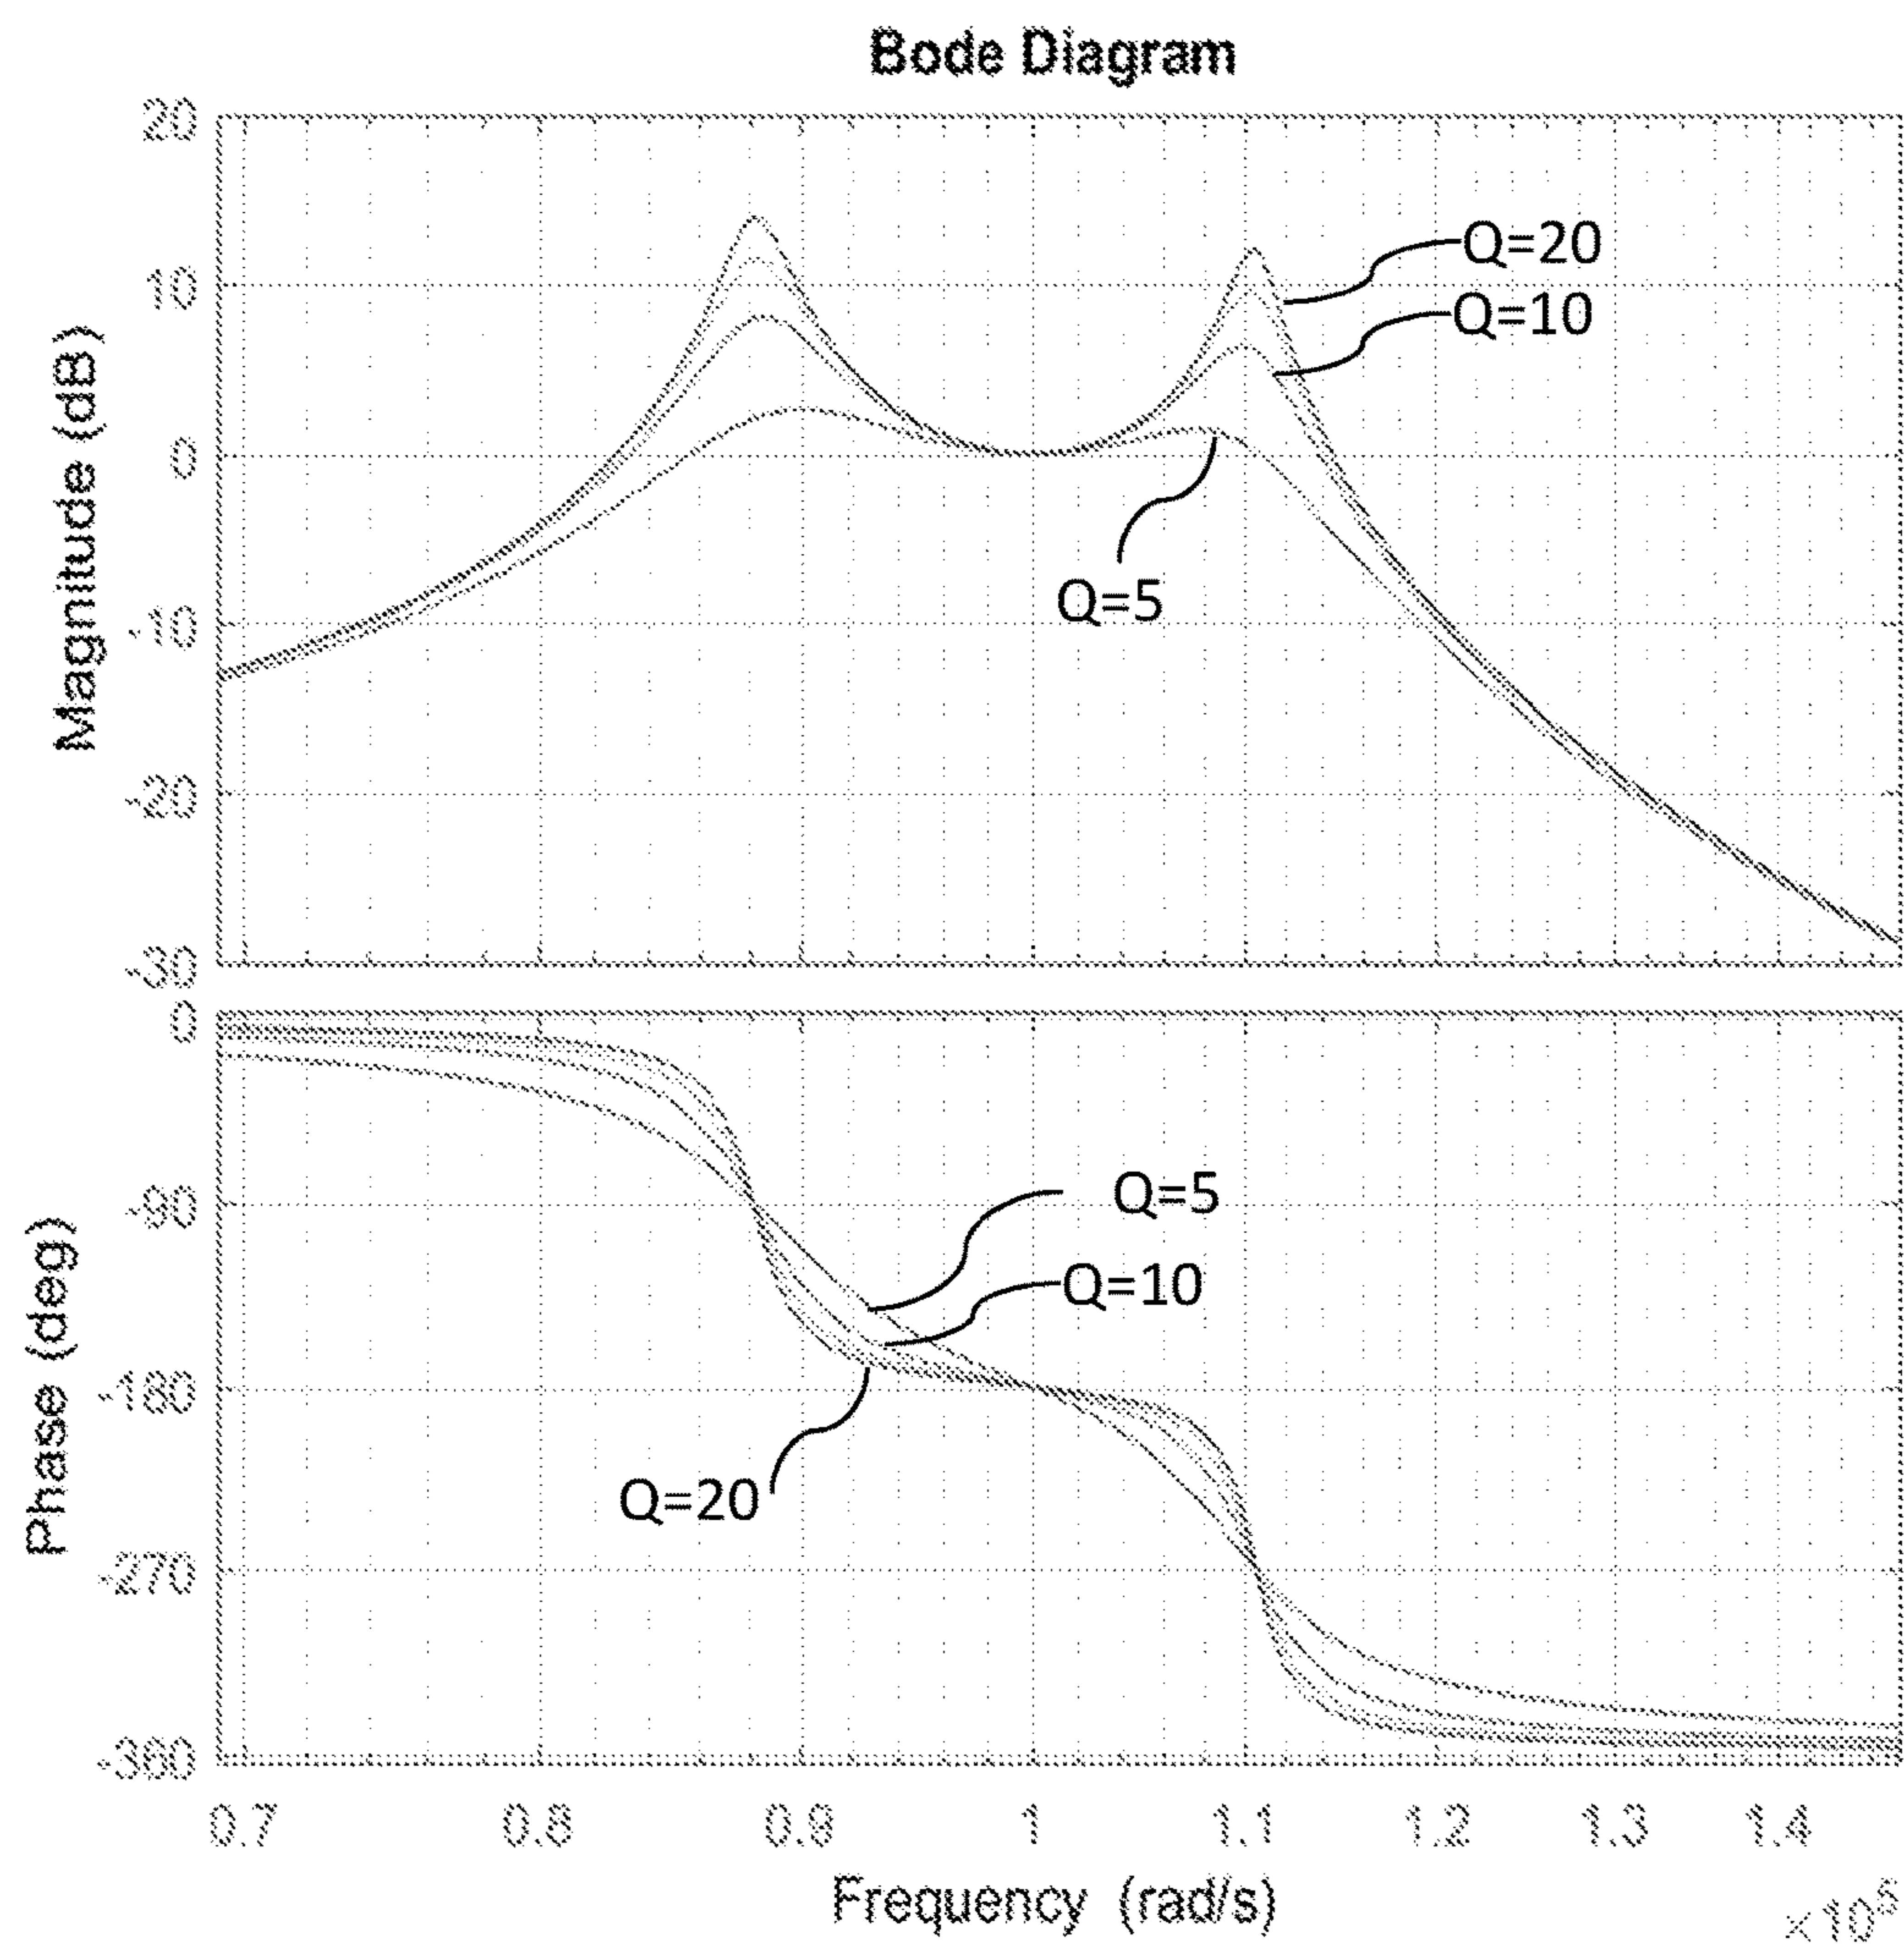 Bode Diagram
20
10
0
-10
-20
-30
Magnitude (dB)
Q=20
Q=10
Q=5
0
-90
-180
-270
-360
Phase (deg)
Q=5
Q=10
Q=20
0.7 0.8 0.9 1 1.1 1.2 1.3 1.4
Frequency (rad/s)